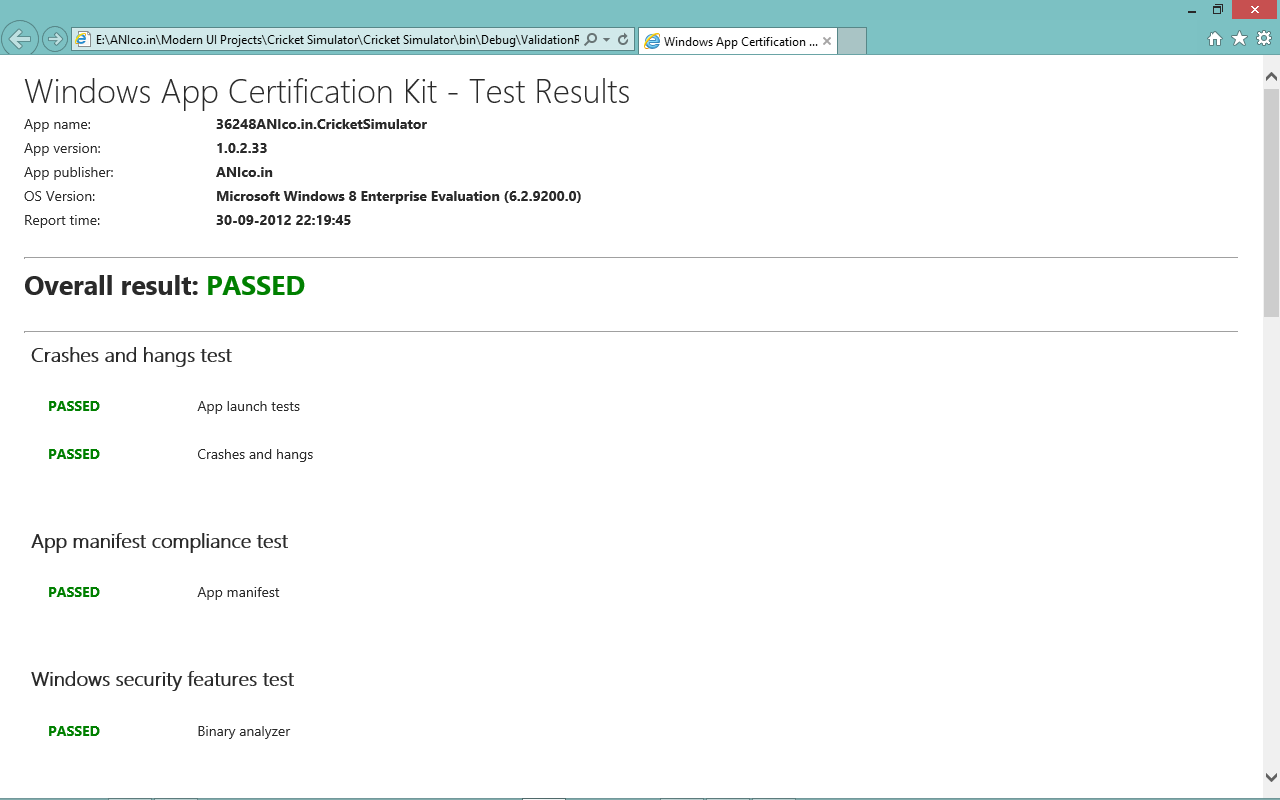 E:\ANIco.in\Modern UI Projects\Cricket Simulator\Cricket Simulator\bin\Debug\ValidationR
Windows App Certification ...
Windows App Certification Kit - Test Results
App name: 36248ANIco.in.CricketSimulator
App version: 1.0.2.33
App publisher: ANIco.in
OS Version: Microsoft Windows 8 Enterprise Evaluation (6.2.9200.0)
Report time: 30-09-2012 22:19:45
Overall result: PASSED
Crashes and hangs test
PASSED App launch tests
PASSED Crashes and hangs
App manifest compliance test
PASSED App manifest
Windows security features test
PASSED Binary analyzer